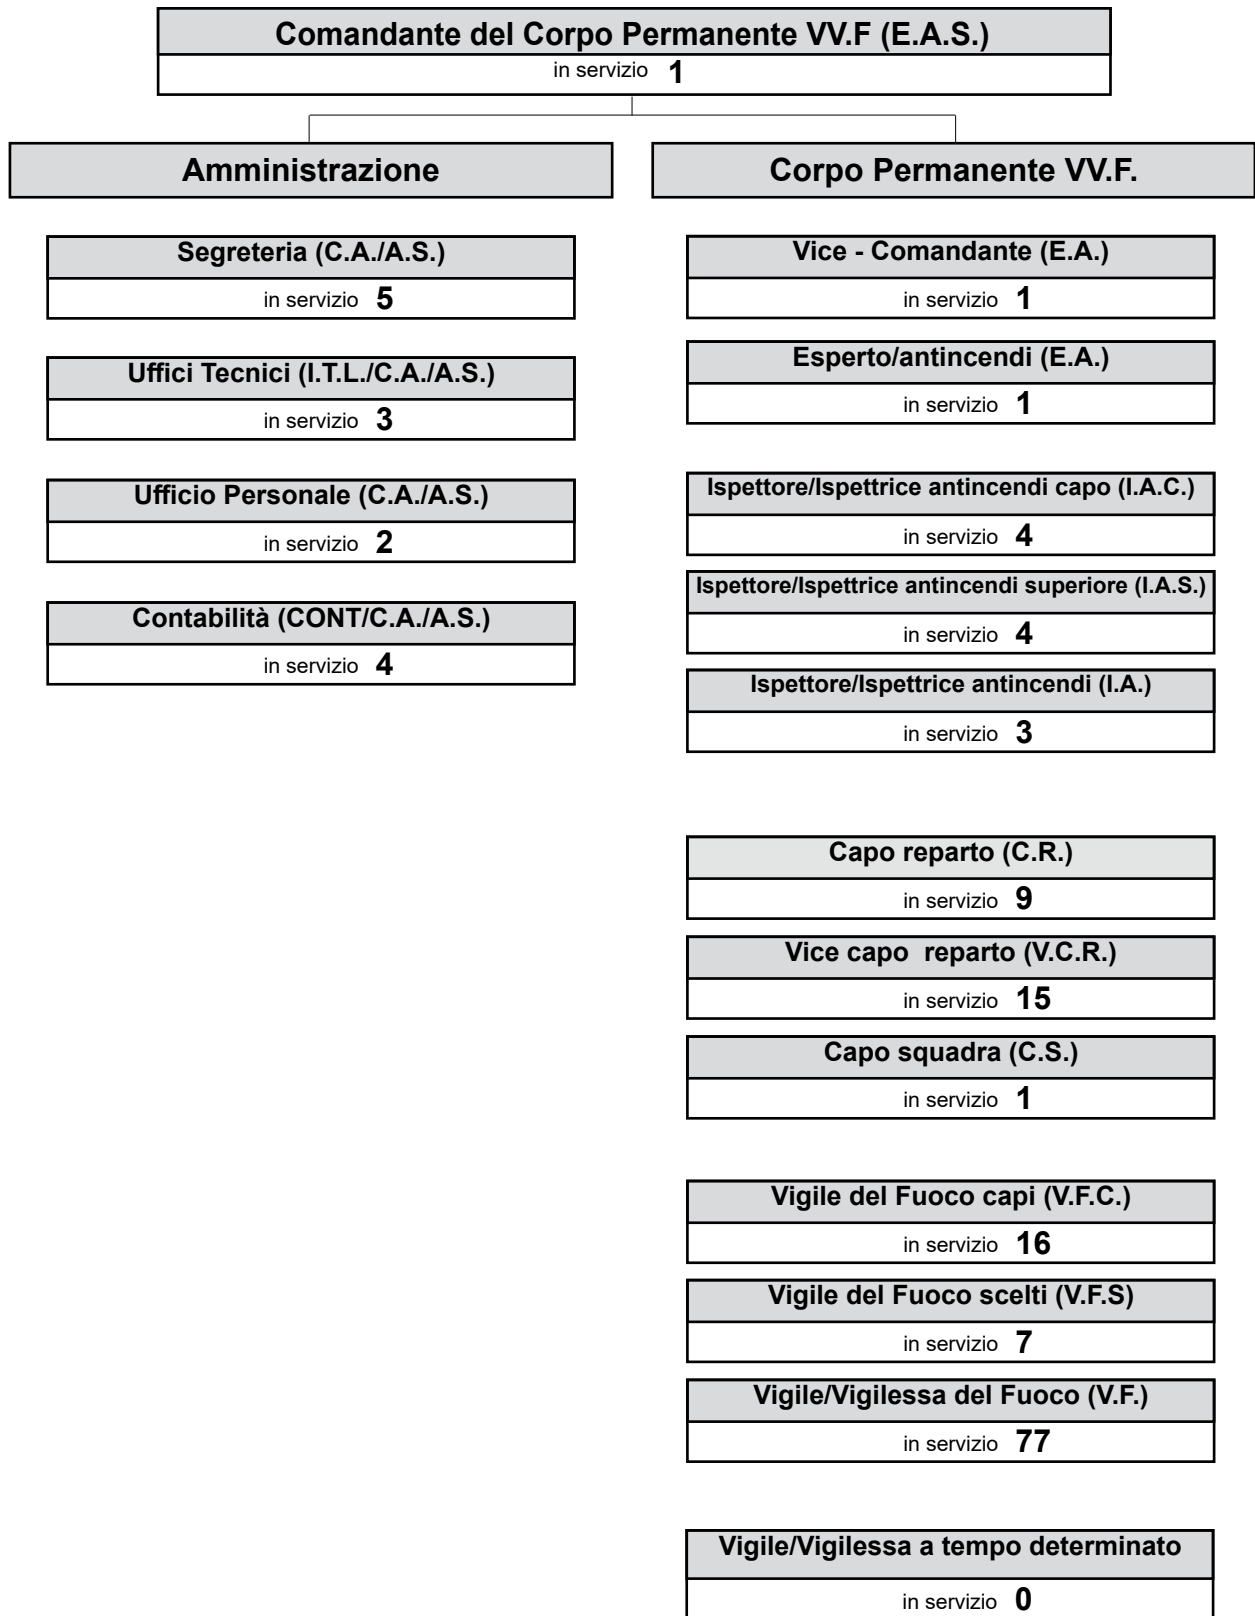 Comandante del Corpo Permanente VV.F (E.A.S.)
in servizio 1
Amministrazione
Segreteria (C.A./A.S.)
in servizio 5
Uffici Tecnici (I.T.L./C.A./A.S.)
in servizio 3
Ufficio Personale (C.A./A.S.)
in servizio 2
Contabilità (CONT/C.A./A.S.)
in servizio 4
Corpo Permanente VV.F.
Vice - Comandante (E.A.)
in servizio 1
Esperto/antincendi (E.A.)
in servizio 1
Ispettore/Ispettrice antincendi capo (I.A.C.)
in servizio 4
Ispettore/Ispettrice antincendi superiore (I.A.S.)
in servizio 4
Ispettore/Ispettrice antincendi (I.A.)
in servizio 3
Capo reparto (C.R.)
in servizio 9
Vice capo reparto (V.C.R.)
in servizio 15
Capo squadra (C.S.)
in servizio 1
Vigile del Fuoco capi (V.F.C.)
in servizio 16
Vigile del Fuoco scelti (V.F.S)
in servizio 7
Vigile/Vigilessa del Fuoco (V.F.)
in servizio 77
Vigile/Vigilessa a tempo determinato
in servizio 0